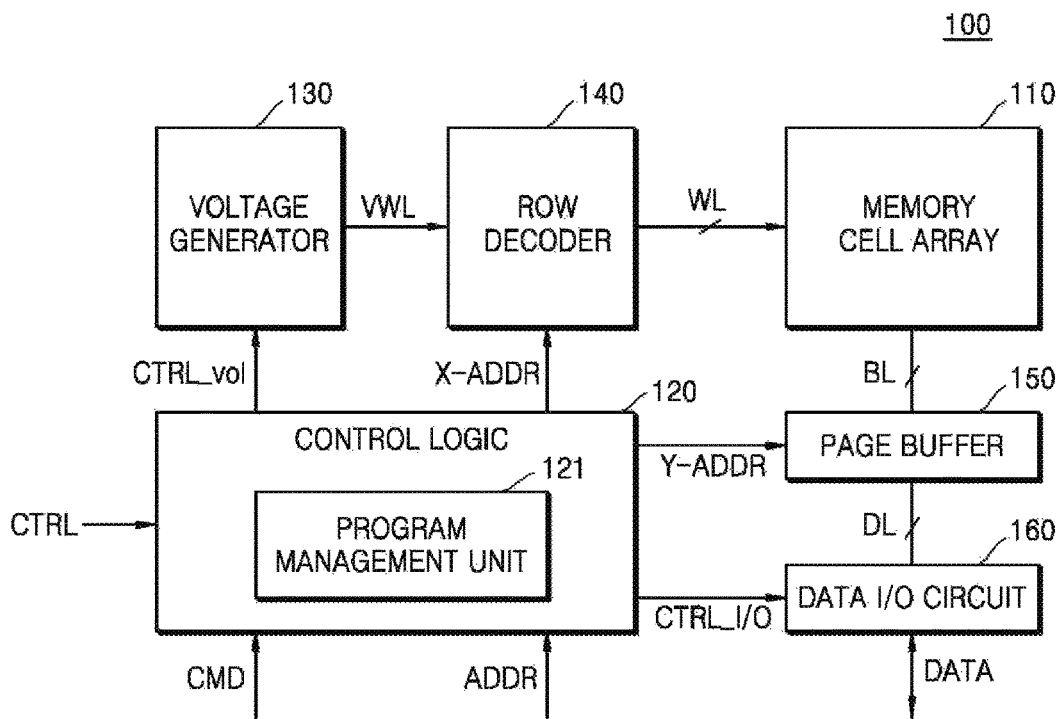 100
130
140
110
VOLTAGE
GENERATOR
VWL
ROW
DECODER
WL
MEMORY
CELL ARRAY
CTRL_vol
X-ADDR
BL
120
150
CONTROL LOGIC
Y-ADDR
PAGE BUFFER
121
CTRL
PROGRAM
MANAGEMENT UNIT
DL
160
CTRL_I/O
DATA I/O CIRCUIT
CMD
ADDR
DATA